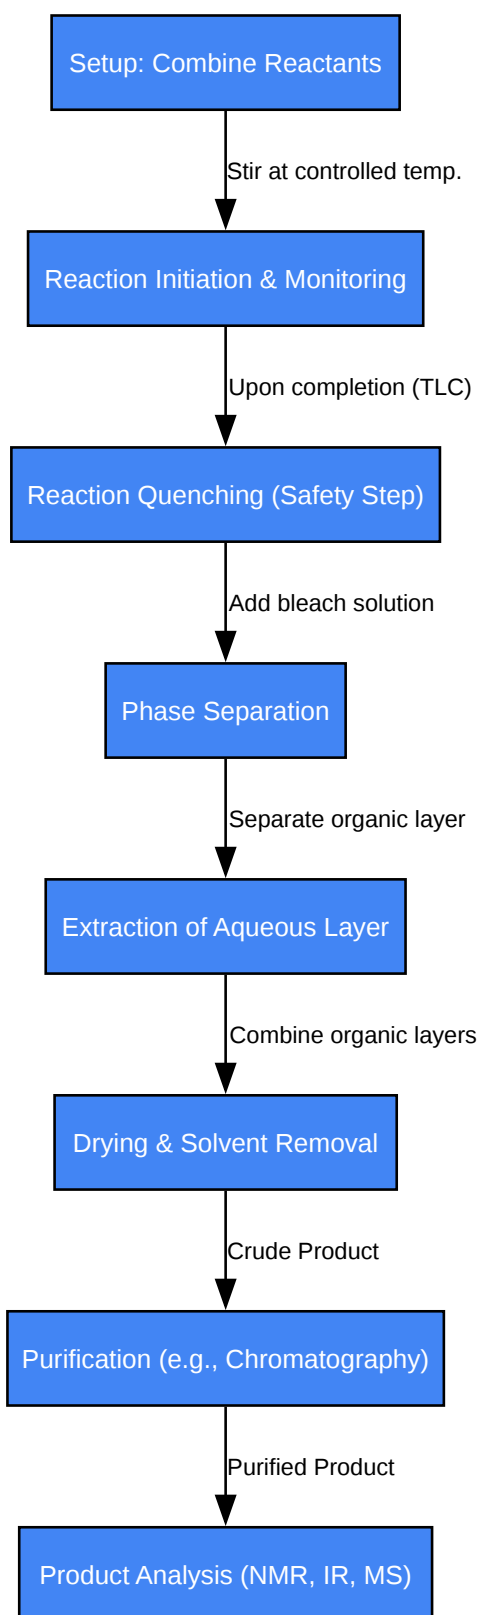 Setup: Combine Reactants
Stir at controlled temp.
Reaction Initiation & Monitoring
Upon completion (TLC)
Reaction Quenching (Safety Step)
Add bleach solution
Phase Separation
Separate organic layer
Extraction of Aqueous Layer
Combine organic layers
Drying & Solvent Removal
Crude Product
Purification (e.g., Chromatography)
Purified Product
Product Analysis (NMR, IR, MS)